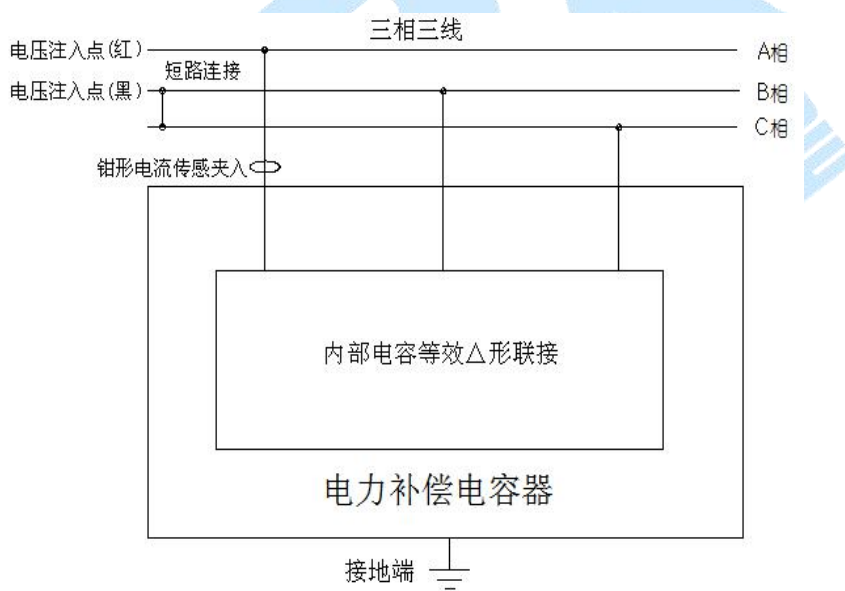 三相三线
电压注入点(红)
A相
短路连接
电压注入点(黑)
B相
C相
钳形电流传感夹入
内部电容等效△形联接
电力补偿电容器
接地端